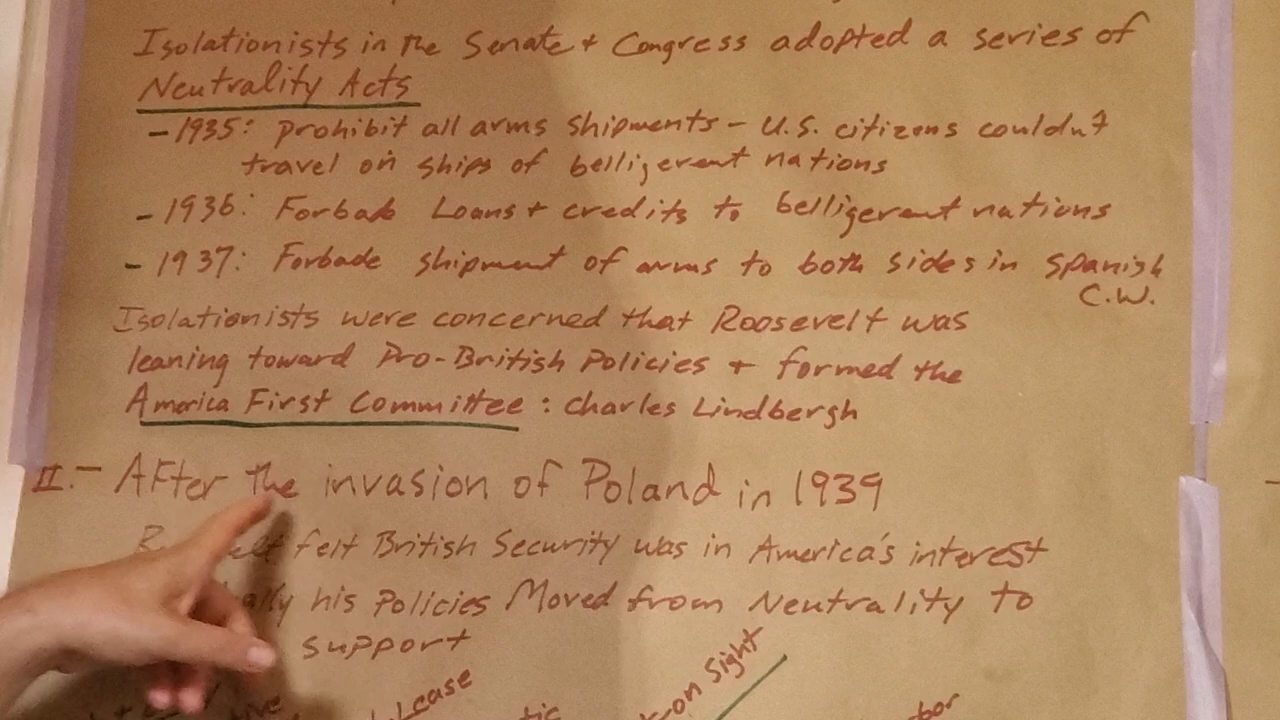 Isolationists in the Senate + Congress adopted a series of
Neutrality Acts
- 1935: Prohibit all arms shipments - U.S. citizens couldn't
travel on ships of belligerent nations
- 1936: Forbab Loans + credits to belligerent nations
- 1937: Forbade shipment of arms to both sides in Spanish
C.W.
Isolationists were concerned that Roosevelt was
leaning toward Pro-British Policies + formed the
America First Committee: Charles Lindbergh
II.- After the invasion of Poland in 1939
felt British Security was in America's interest
his Policies Moved from Neutrality to
support
Lease
on Sight